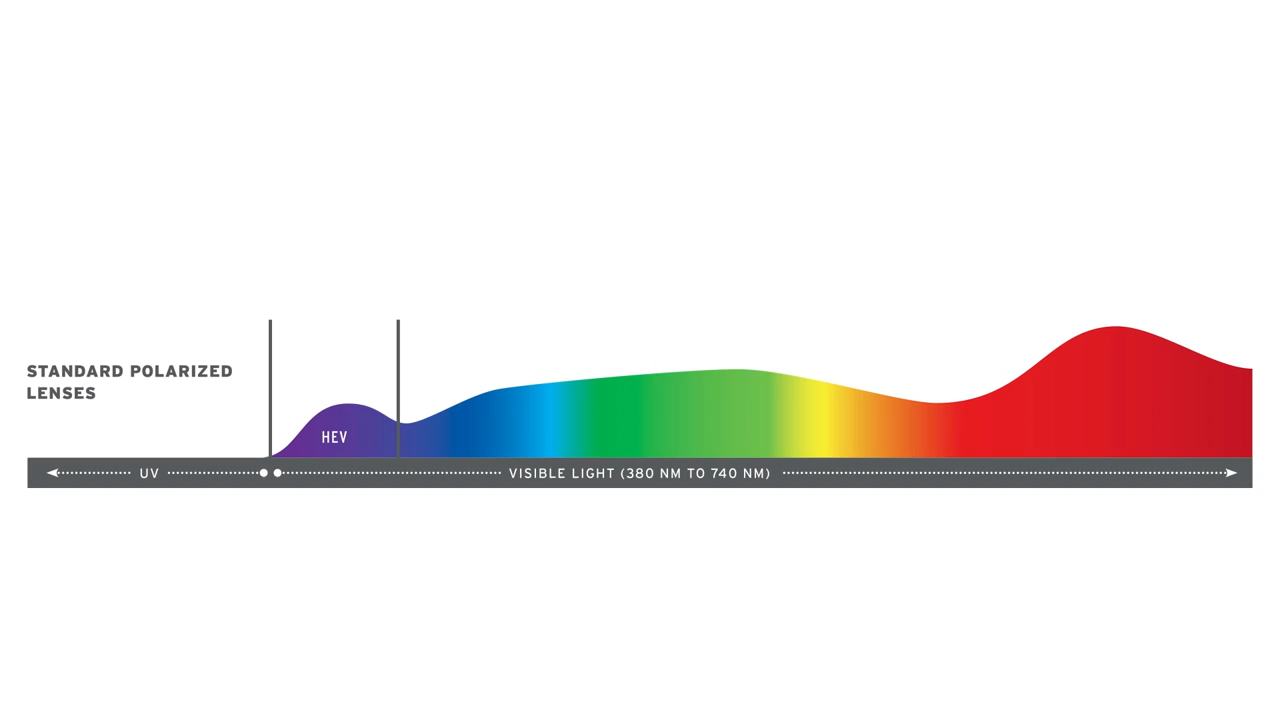 STANDARD POLARIZED
LENSES
HEV
UV
VISIBLE LIGHT (380 NM TO 740 NM)